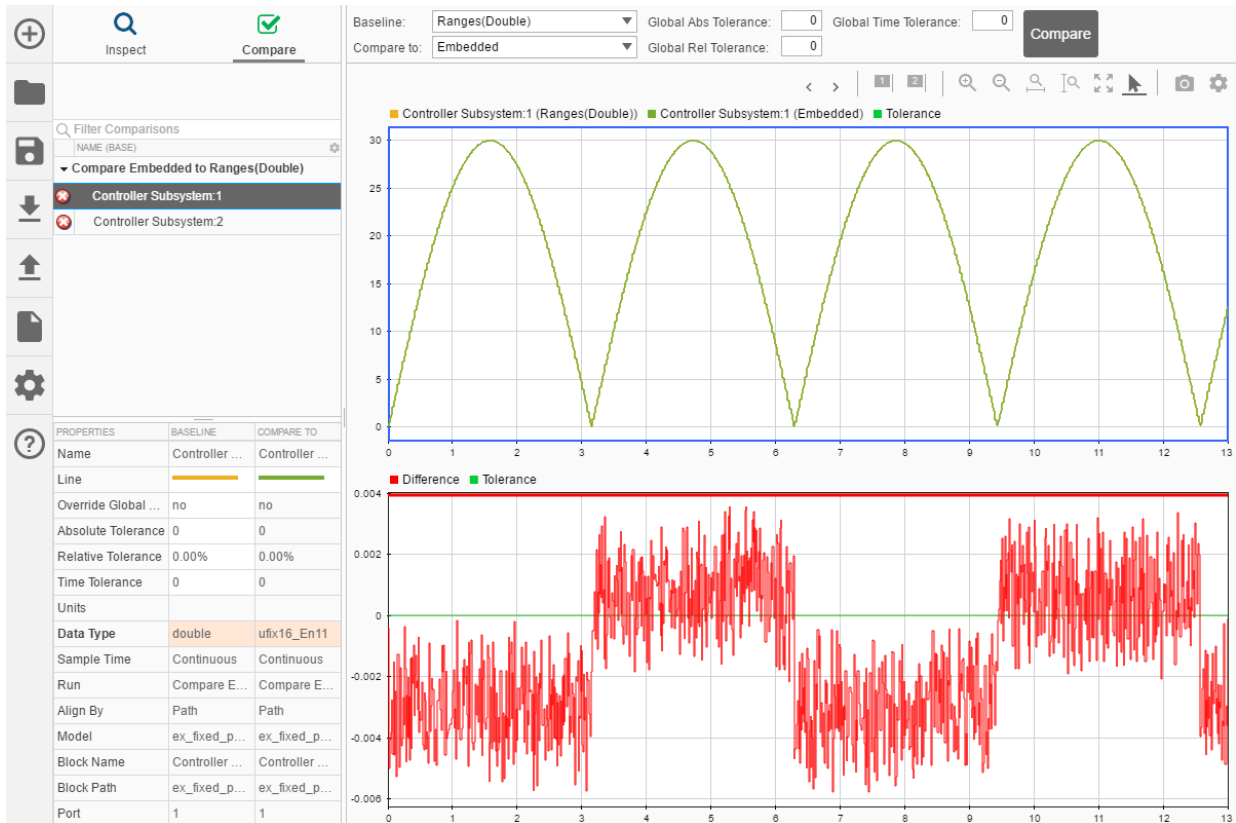 Inspect
Compare
Filter Comparisons
NAME (BASE)
Compare Embedded to Ranges(Double)
Controller Subsystem:1
Controller Subsystem:2
PROPERTIES BASELINE COMPARE TO
Name Controller ... Controller ...
Line
Override Global ... no no
Absolute Tolerance 0 0
Relative Tolerance 0.00% 0.00%
Time Tolerance 0 0
Units
Data Type double ufix16_En11
Sample Time Continuous Continuous
Run Compare E... Compare E...
Align By Path Path
Model ex_fixed_p... ex_fixed_p...
Block Name Controller ... Controller ...
Block Path ex_fixed_p... ex_fixed_p...
Port 1 1
Baseline: Ranges(Double) Global Abs Tolerance: 0 Global Time Tolerance: 0
Compare to: Embedded Global Rel Tolerance: 0
Compare
1 2
Controller Subsystem:1 (Ranges(Double)) Controller Subsystem:1 (Embedded) Tolerance
30
25
20
15
10
5
0
0 1 2 3 4 5 6 7 8 9 10 11 12 13
Difference Tolerance
0.004
0.002
0
-0.002
-0.004
-0.006
0 1 2 3 4 5 6 7 8 9 10 11 12 13